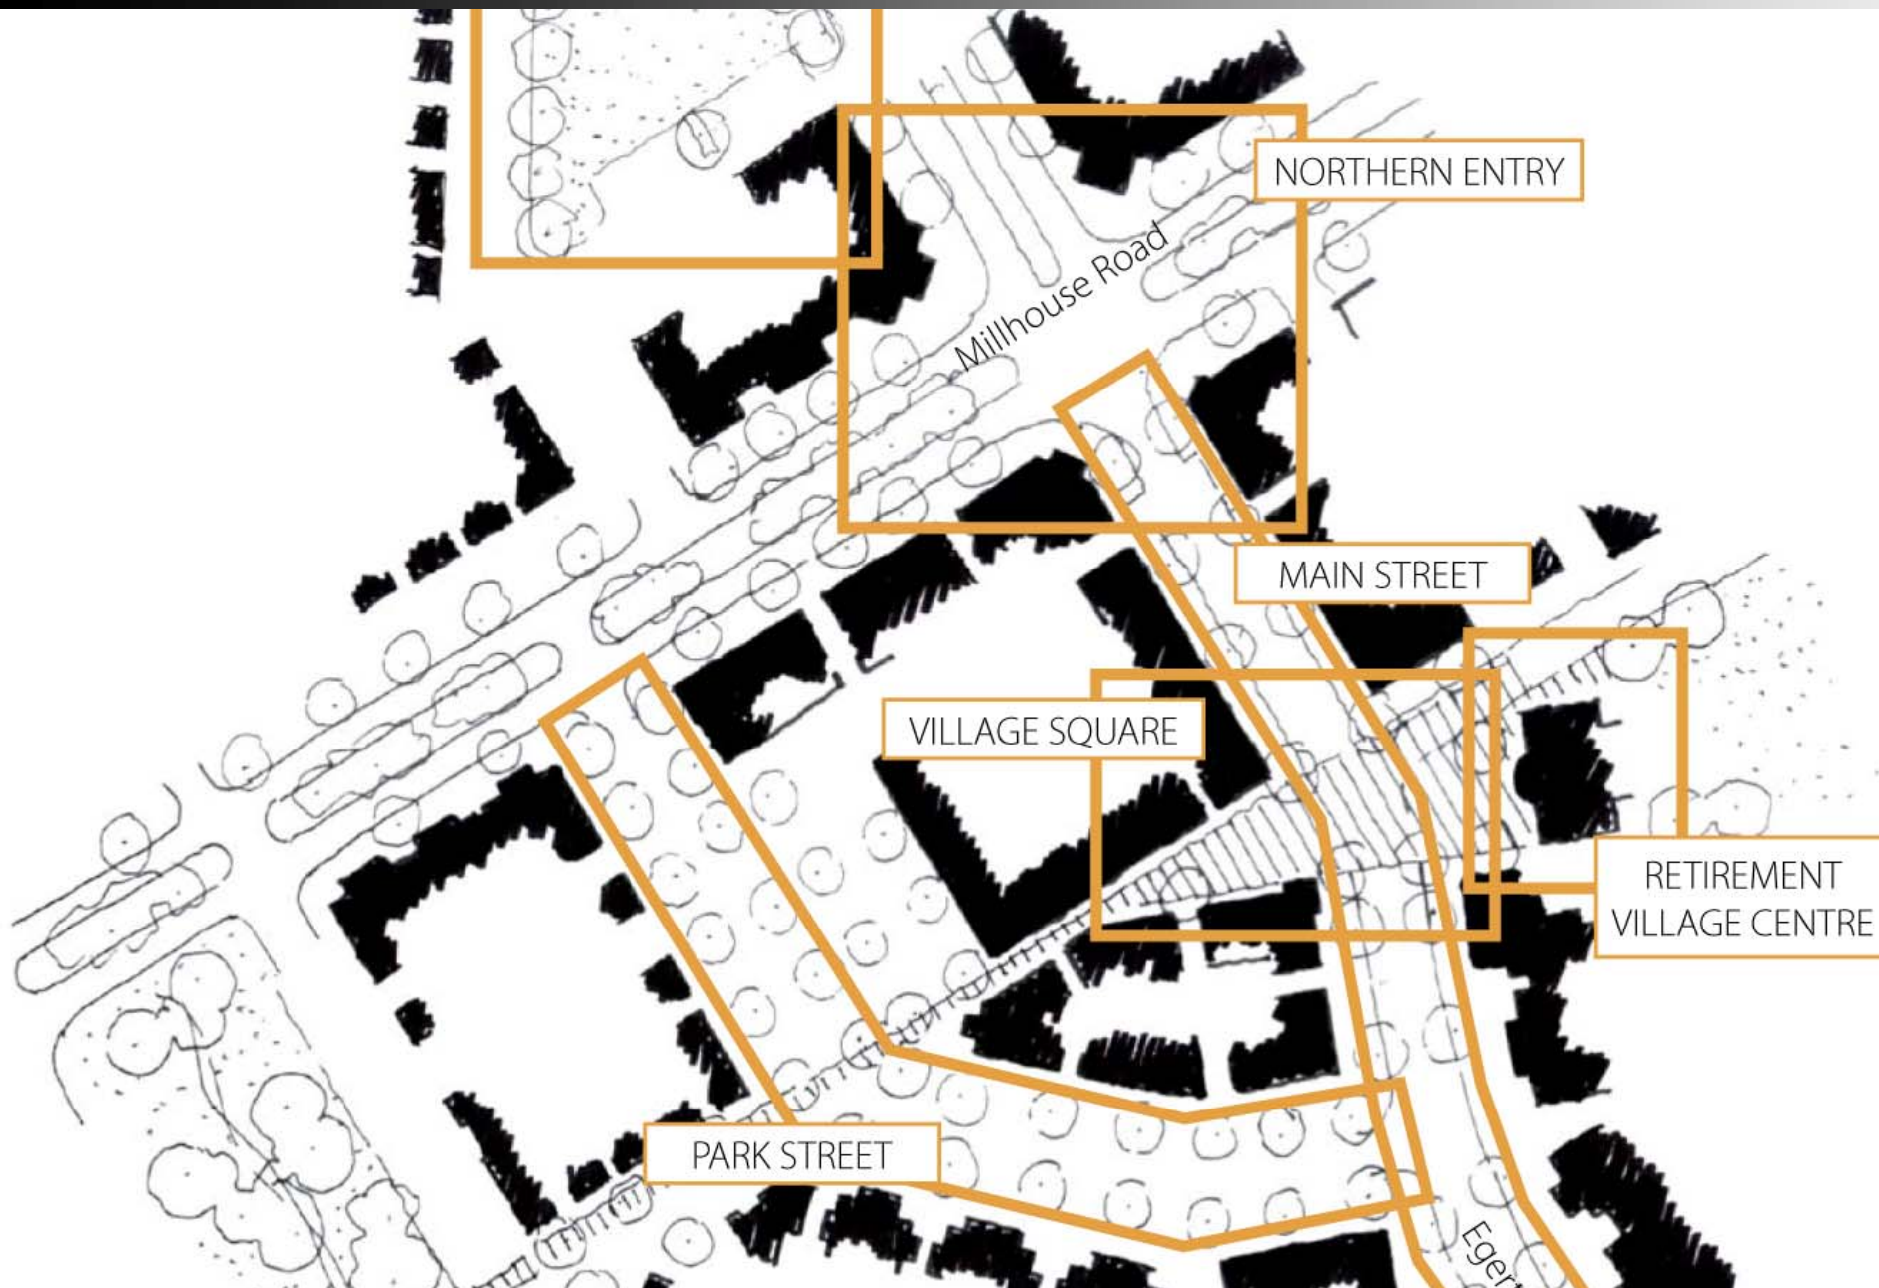 NORTHERN ENTRY
Millhouse Road
MAIN STREET
VILLAGE SQUARE
RETIREMENT
VILLAGE CENTRE
PARK STREET